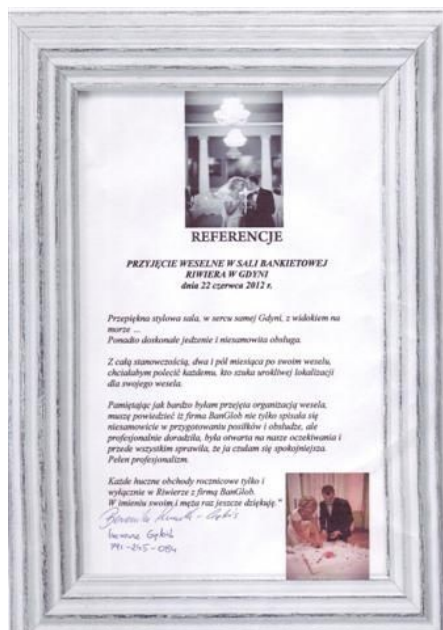 REFERENCJE
PRZYJĘCIE WESELNE W SALI BANKIETOWEJ
RIWIERA W GDYNI
dnia 22 czerwca 2012 r.
Przepiękna stylowa sala, w sercu samej Gdyni, z widokiem na
morze ...
Ponadto doskonałe jedzenie i niesamowita obsługa.
Z całą stanowczością, dwa i pół miesiąca po swoim weselu,
chciałabym polecić każdemu, kto szuka urokliwej lokalizacji
dla swojego wesela.
Pamiętając jak bardzo byłam przejęta organizacją wesela,
muszę powiedzieć iż firma BanGlob nie tylko spisała się
niesamowicie w przygotowaniu posiłków i obsłudze, ale
profesjonalnie doradziła, była otwarta na nasze oczekiwania i
przede wszystkim sprawiła, że ja czułam się spokojniejsza.
Pełen profesjonalizm.
Każde huczne obchody rocznicowe tylko i
wyłącznie w Riwierze z firmą BanGlob.
W imieniu swoim i męża raz jeszcze dziękuję."